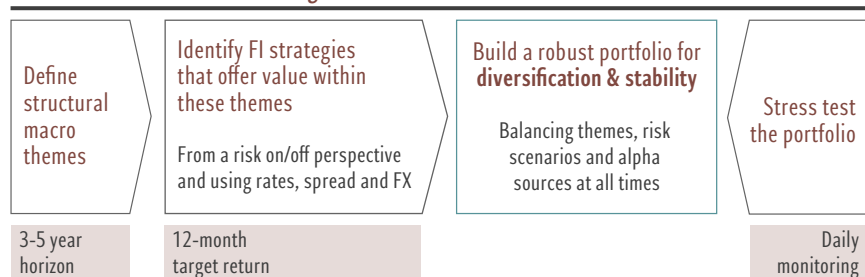 Define
structural
macro
themes
Identify FI strategies
that offer value within
these themes
From a risk on/off perspective
and using rates, spread and FX
Build a robust portfolio for
diversification & stability
Balancing themes, risk
scenarios and alpha
sources at all times
Stress test
the portfolio
3-5 year
horizon
12-month
target return
Daily
monitoring